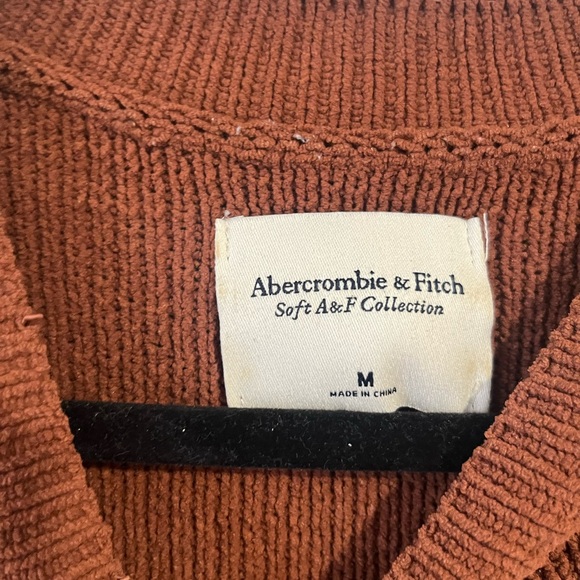 Abercrombie & Fitch
Soft A&F Collection
M
MADE IN CHINA